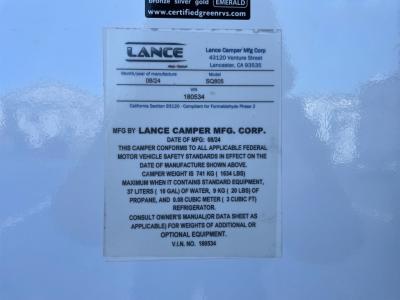 bronze silver gold EMERALD
www.certifiedgreenrvs.com
LANCE
Lance Camper Mfg Corp.
43120 Venture Street
Lancaster, CA 93535
Month/year of manufacture
Model
08/24
SQ805
VIN
180534
California Section 93120 - Compliant for Formaldehyde Phase 2
MFG BY LANCE CAMPER MFG. CORP.
DATE OF MFG: 08/24
THIS CAMPER CONFORMS TO ALL APPLICABLE FEDERAL
MOTOR VEHICLE SAFETY STANDARDS IN EFFECT ON THE
DATE OF MANUFACTURE SHOWN ABOVE.
CAMPER WEIGHT IS 741 KG ( 1634 LBS)
MAXIMUM WHEN IT CONTAINS STANDARD EQUIPMENT,
37 LITERS ( 10 GAL) OF WATER, 9 KG ( 20 LBS) OF
PROPANE, AND 0.08 CUBIC METER ( 3 CUBIC FT)
REFRIGERATOR.
CONSULT OWNER'S MANUAL(OR DATA SHEET AS
APPLICABLE) FOR WEIGHTS OF ADDITIONAL OR
OPTIONAL EQUIPMENT.
V.I.N. NO. 180534